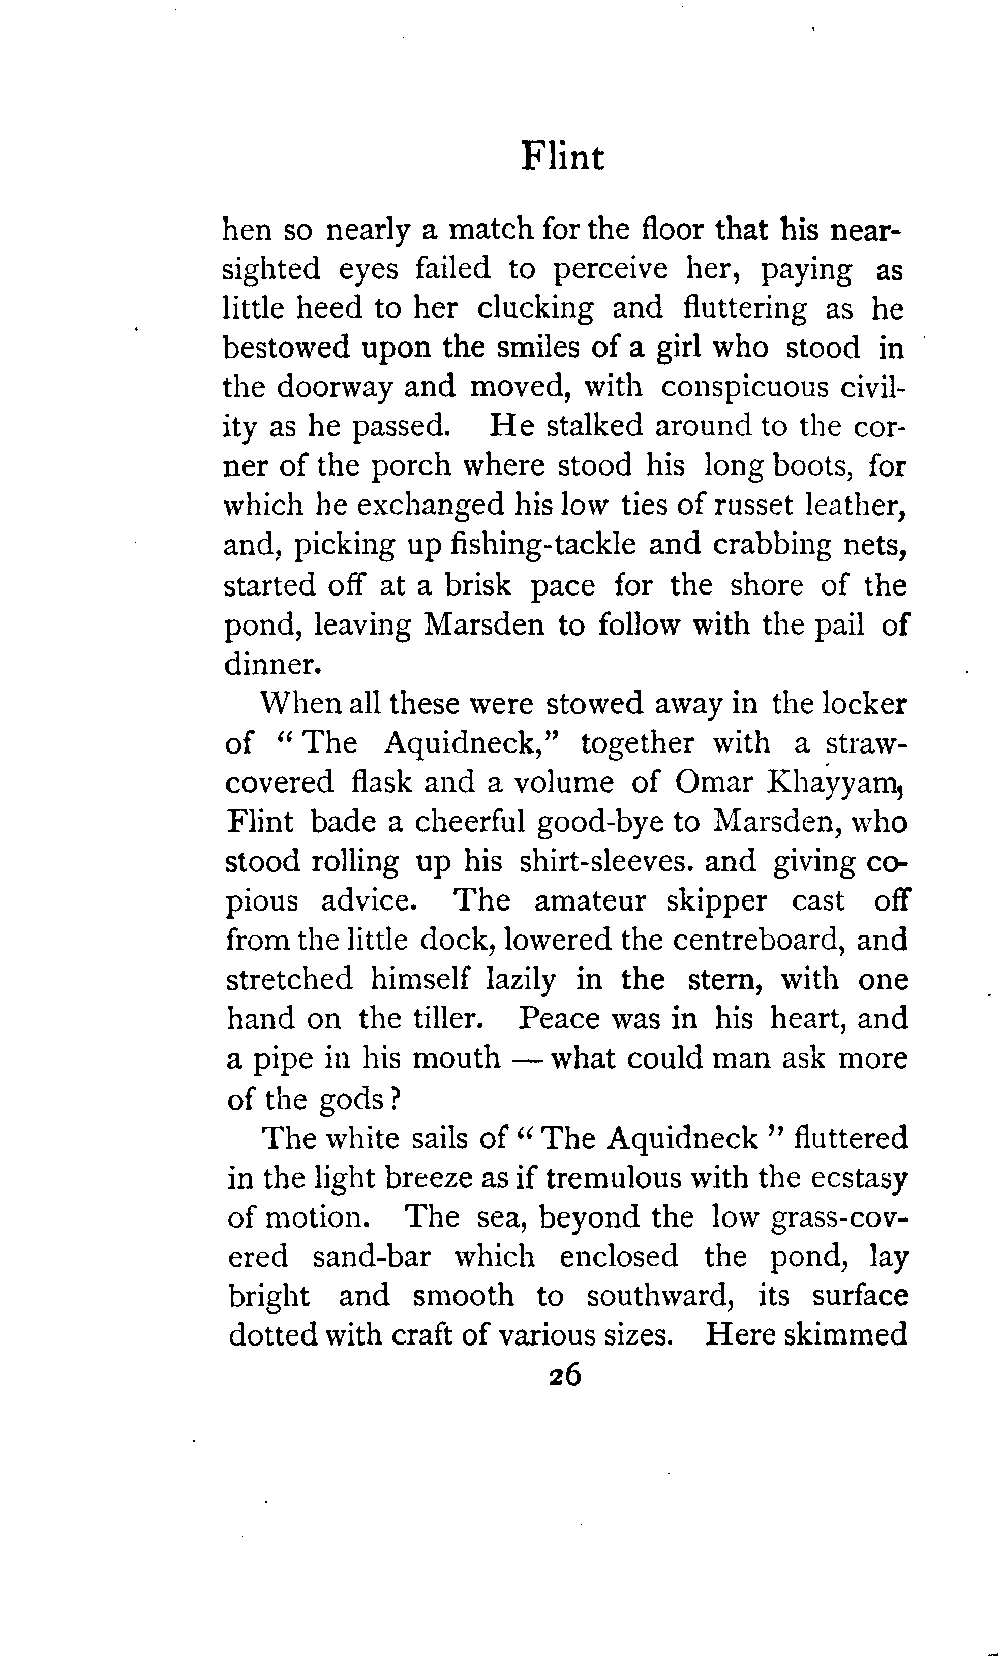 Flint
hen so nearly a match for the floor that his near-
sighted eyes failed to perceive her, paying as
little heed to her clucking and fluttering as he
bestowed upon the smiles of a girl who stood in
the doorway and moved, with conspicuous civil-
ity as he passed. He stalked around to the cor-
ner of the porch where stood his long boots, for
which he exchanged his low ties of russet leather,
and, picking up fishing-tackle and crabbing nets,
started off at a brisk pace for the shore of the
pond, leaving Marsden to follow with the pail of
dinner.
When all these were stowed away in the locker
of “ The Aquidneck,” together with a straw-
covered flask and a volume of Omar Khayyam,
Flint bade a cheerful good-bye to Marsden, who
stood rolling up his shirt-sleeves. and giving co-
pious advice. The amateur skipper cast off
from the little dock, lowered the centreboard, and
stretched himself lazily in the stern, with one
hand on the tiller. Peace was in his heart, and
a pipe in his mouth — what could man ask more
of the gods ?
The white sails of “ The Aquidneck ” fluttered
in the light breeze as if tremulous with the ecstasy
of motion. The sea, beyond the low grass-cov-
ered sand-bar which enclosed the pond, lay
bright and smooth to southward, its surface
dotted with craft of various sizes. Here skimmed
26